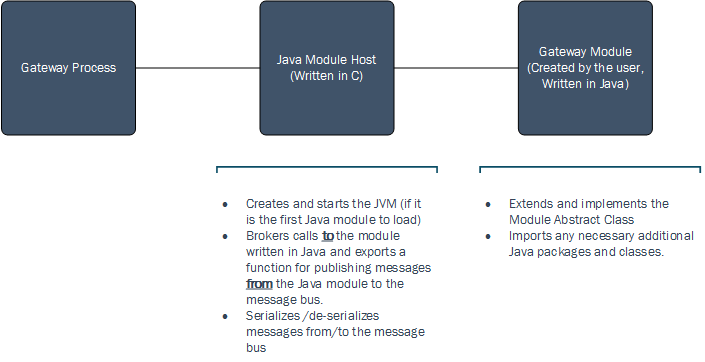 Gateway Process
Java Module Host
(Written in C)
Gateway Module
(Created by the user,
Written in Java)
• Creates and starts the JVM (if it
is the first Java module to load)
• Brokers calls to the module
written in Java and exports a
function for publishing messages
from the Java module to the
message bus.
• Serializes /de-serializes
messages from/to the message
bus
• Extends and implements the
Module Abstract Class
• Imports any necessary additional
Java packages and classes.